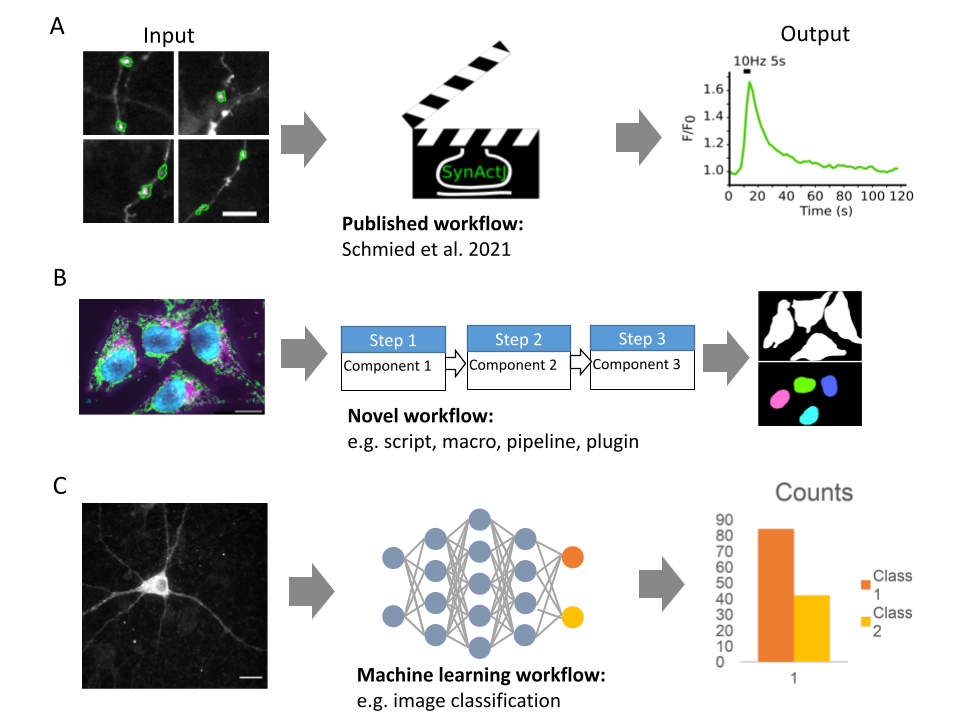 A
Input
Output
SynActJ
10Hz 5s
F/F0
1.6
1.4
1.2
1.0
0 20 40 60 80 100 120
Time (s)
Published workflow:
Schmied et al. 2021
B
Step 1
Component 1
Step 2
Component 2
Step 3
Component 3
Novel workflow:
e.g. script, macro, pipeline, plugin
C
Machine learning workflow:
e.g. image classification
Counts
90
80
70
60
50
40
30
20
10
0
1
Class
1
Class
2